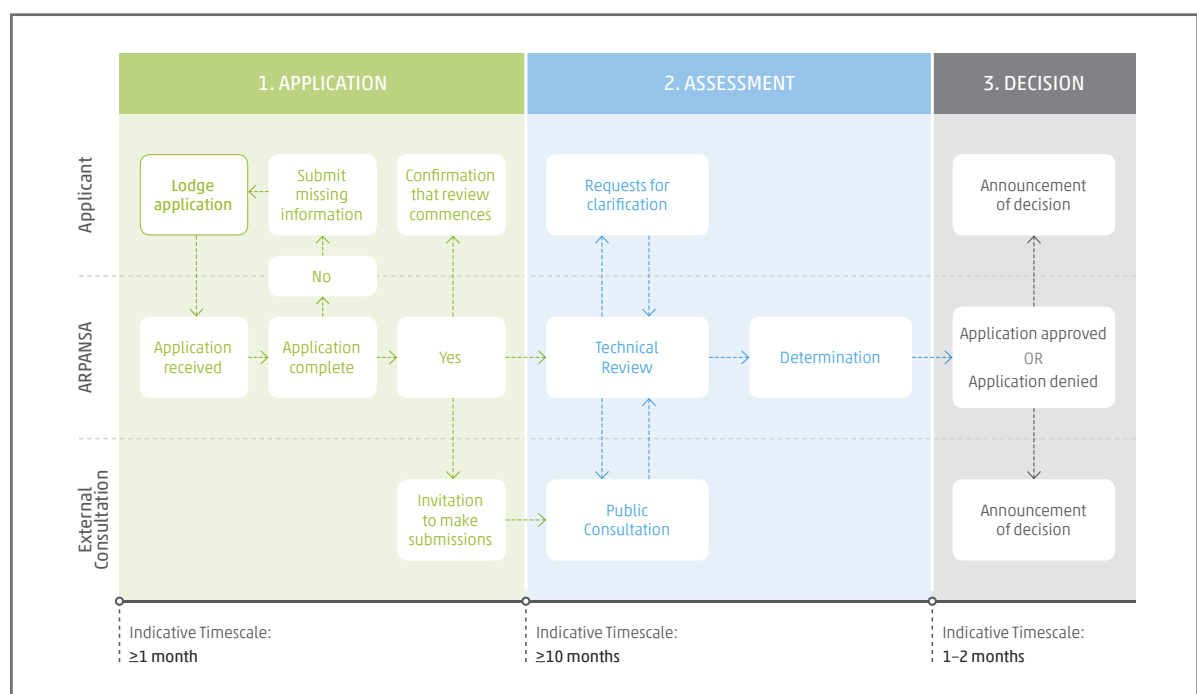 1. APPLICATION
2. ASSESSMENT
3. DECISION
Applicant
Lodge
application
Submit
missing
information
Confirmation
that review
commences
Requests for
clarification
Announcement
of decision
No
ARPANSA
Application
received
Application
complete
Yes
Technical
Review
Determination
Application approved
OR
Application denied
External
Consultation
Invitation
to make
submissions
Public
Consultation
Announcement
of decision
Indicative Timescale:
≥1 month
Indicative Timescale:
≥10 months
Indicative Timescale:
1–2 months